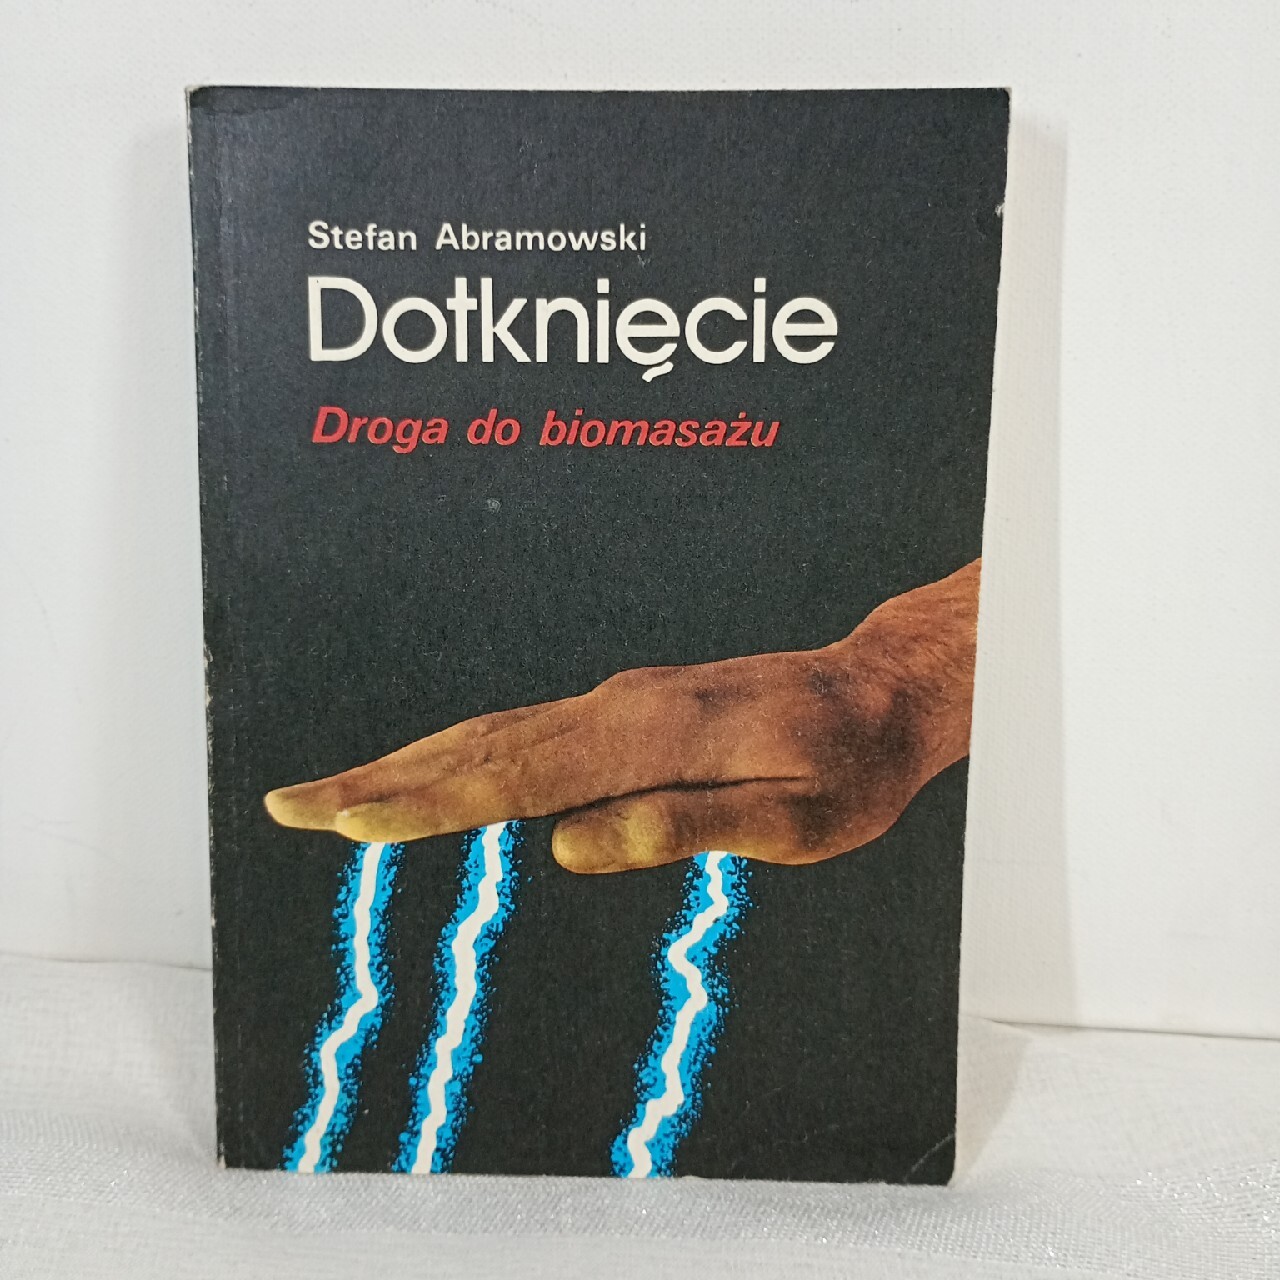 Stefan Abramowski
Dotknięcie
Droga do biomasażu